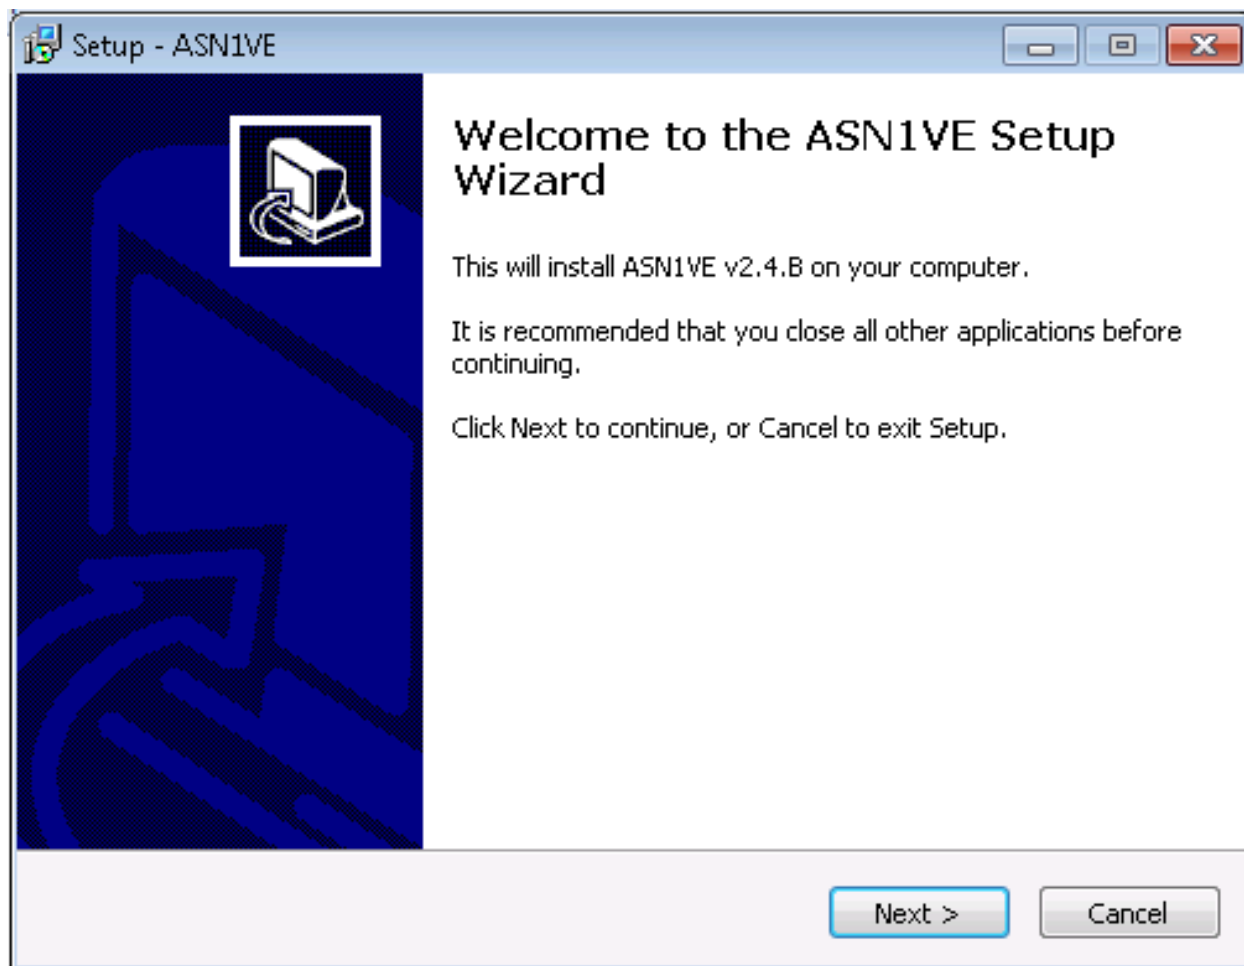 Setup - ASN1VE
Welcome to the ASN1VE Setup
Wizard
This will install ASN1VE v2.4.B on your computer.
It is recommended that you close all other applications before
continuing.
Click Next to continue, or Cancel to exit Setup.
Next >
Cancel